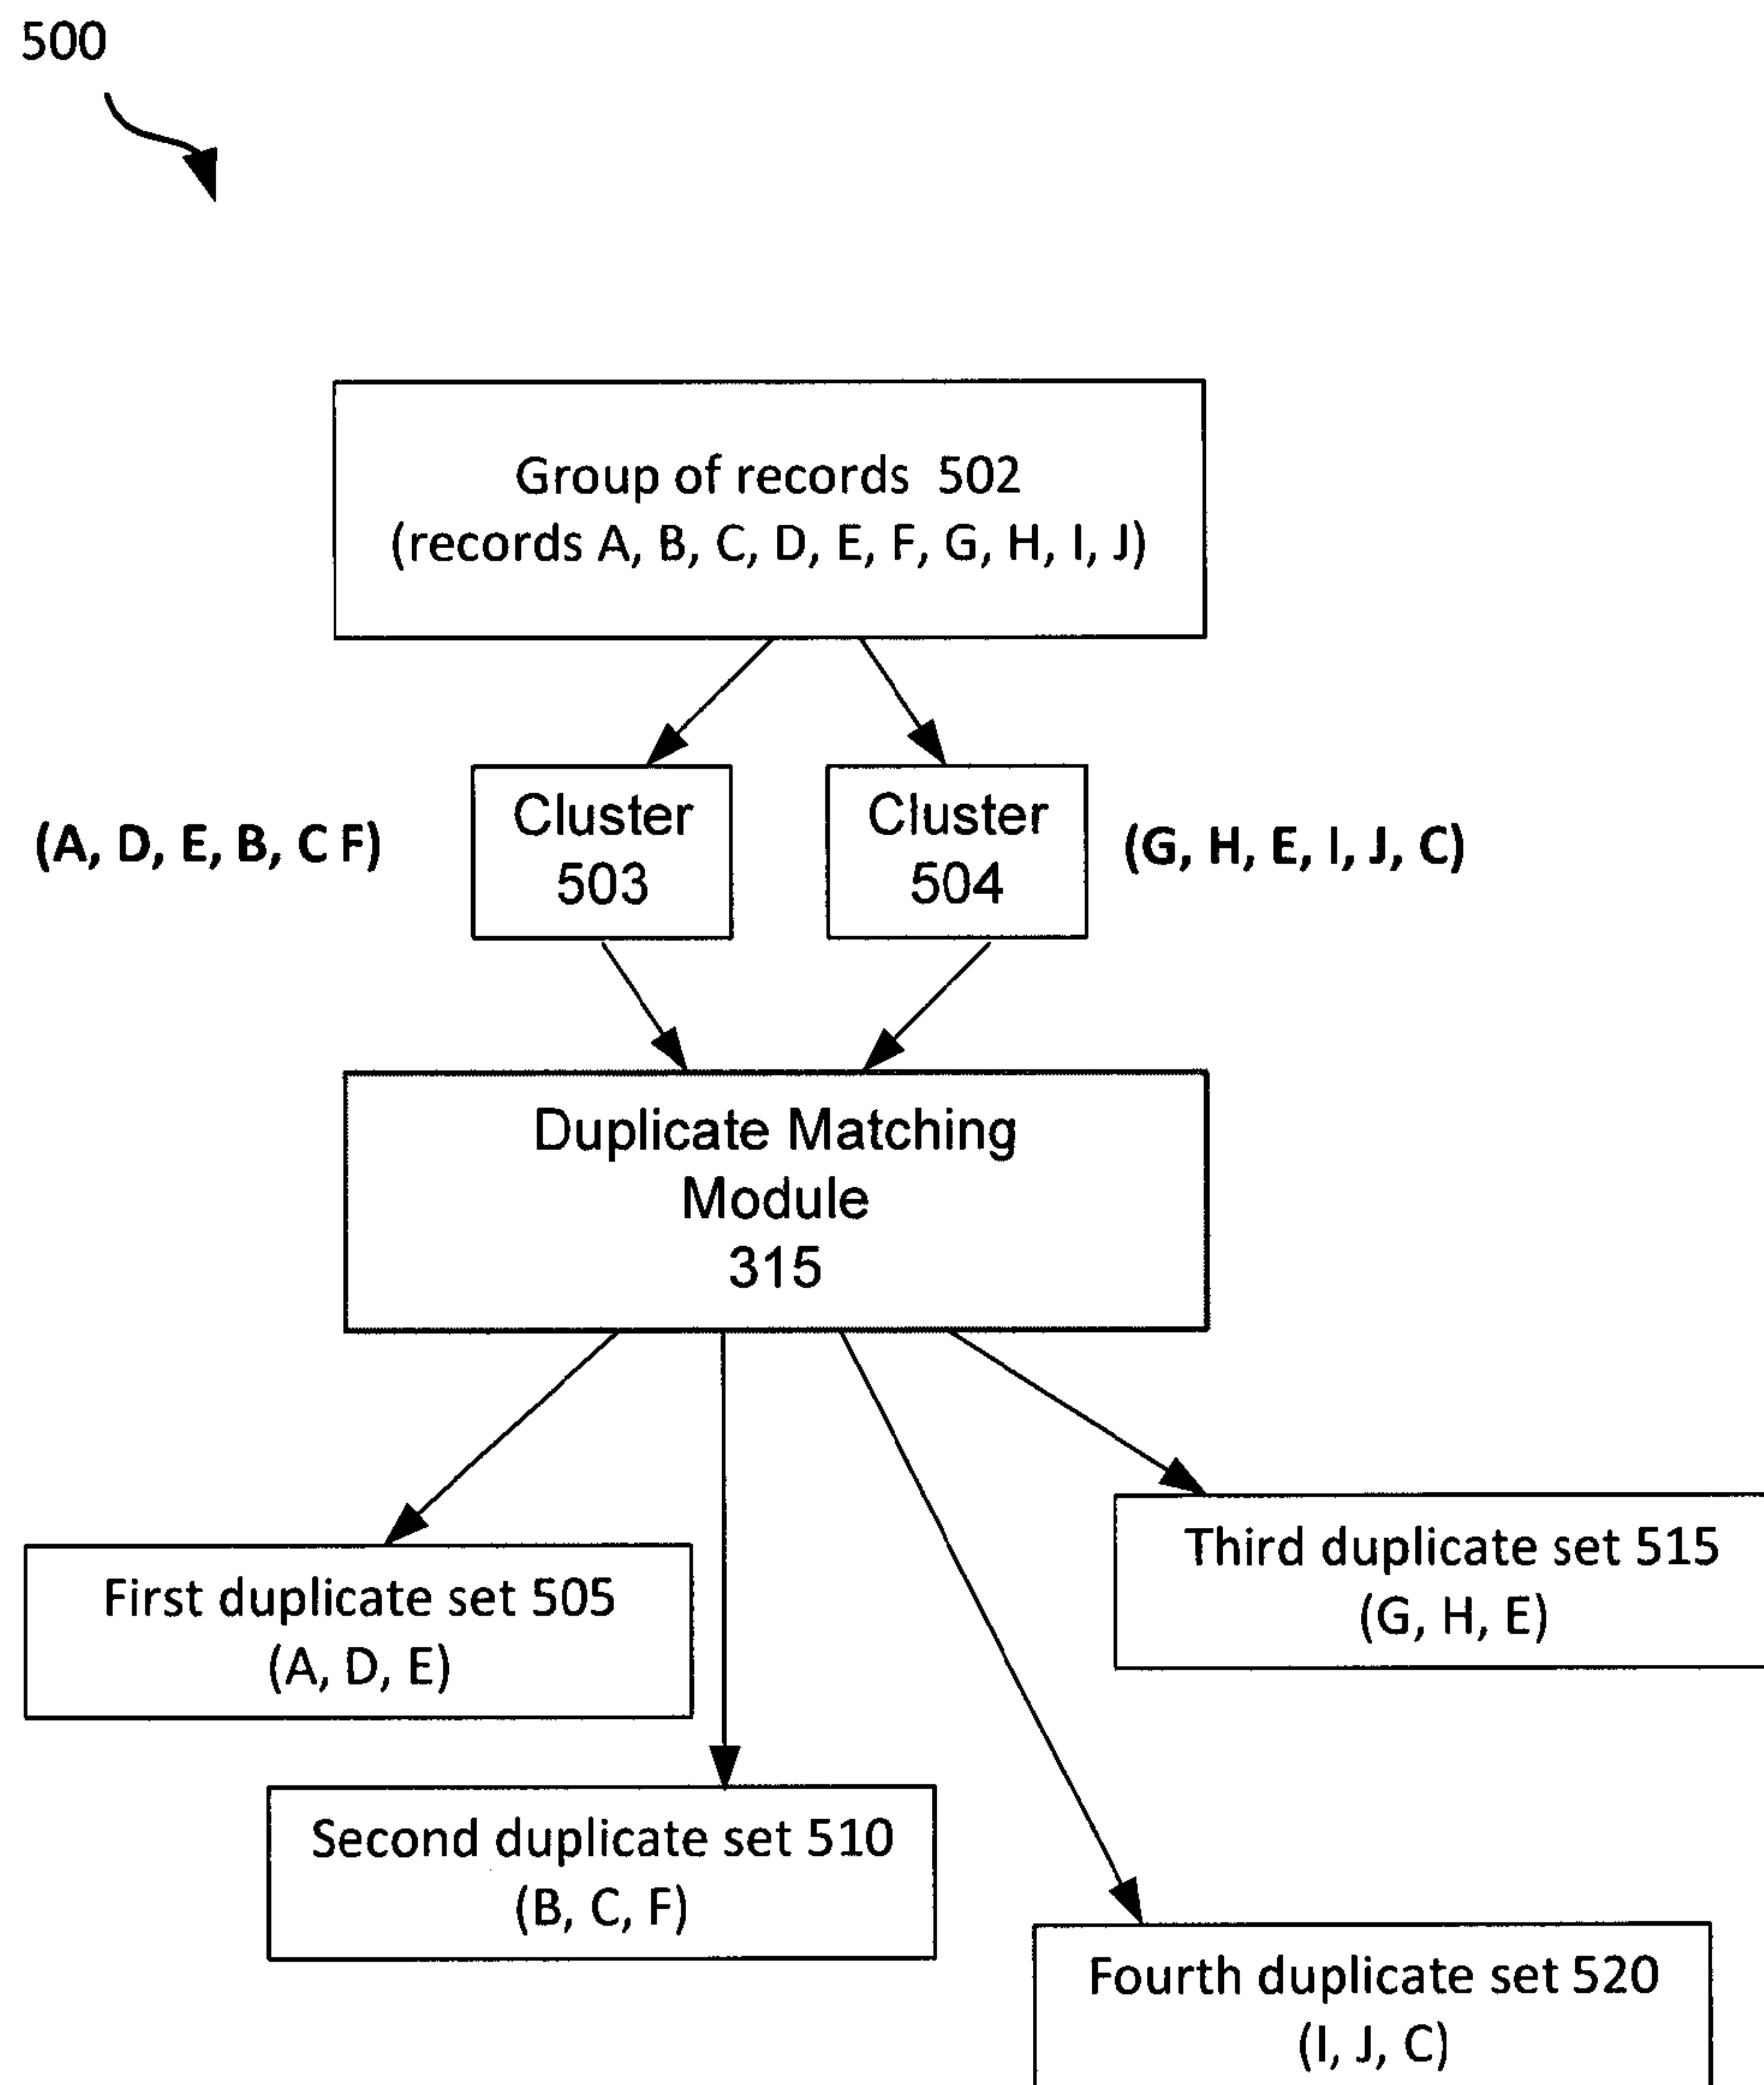 500
Group of records 502
(records A, B, C, D, E, F, G, H, I, J)
(A, D, E, B, C F)
Cluster
503
Cluster
504
(G, H, E, I, J, C)
Duplicate Matching
Module
315
Third duplicate set 515
(G, H, E)
First duplicate set 505
(A, D, E)
Second duplicate set 510
(B, C, F)
Fourth duplicate set 520
(I, J, C)